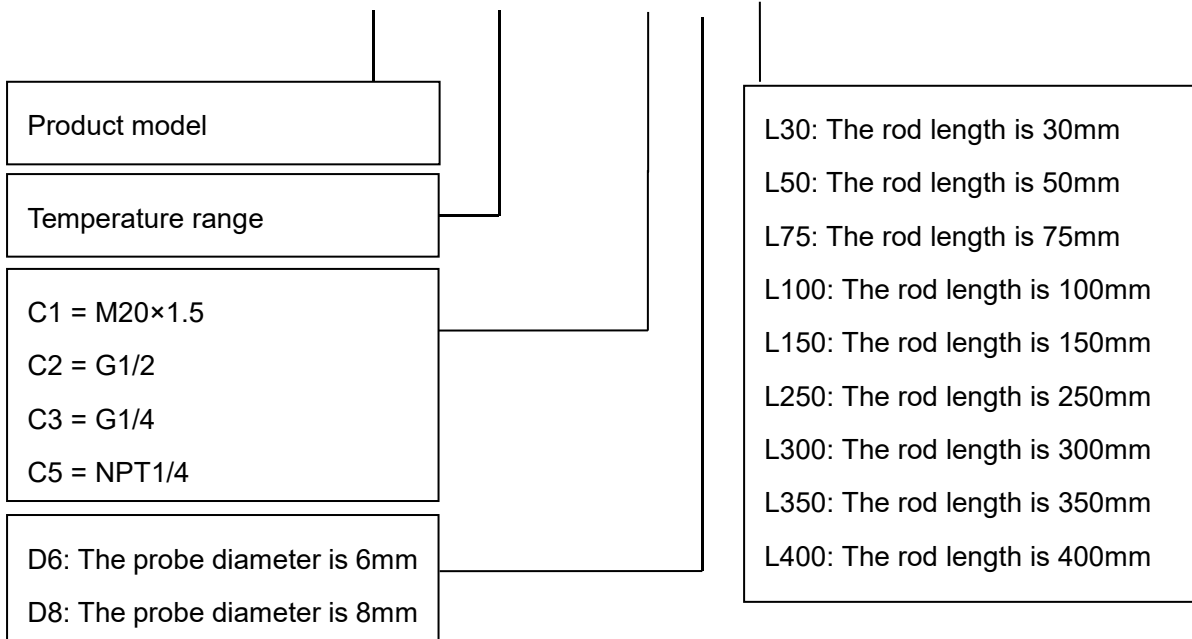 Product model
Temperature range
C1 = M20×1.5
C2 = G1/2
C3 = G1/4
C5 = NPT1/4
D6: The probe diameter is 6mm
D8: The probe diameter is 8mm
L30: The rod length is 30mm
L50: The rod length is 50mm
L75: The rod length is 75mm
L100: The rod length is 100mm
L150: The rod length is 150mm
L250: The rod length is 250mm
L300: The rod length is 300mm
L350: The rod length is 350mm
L400: The rod length is 400mm